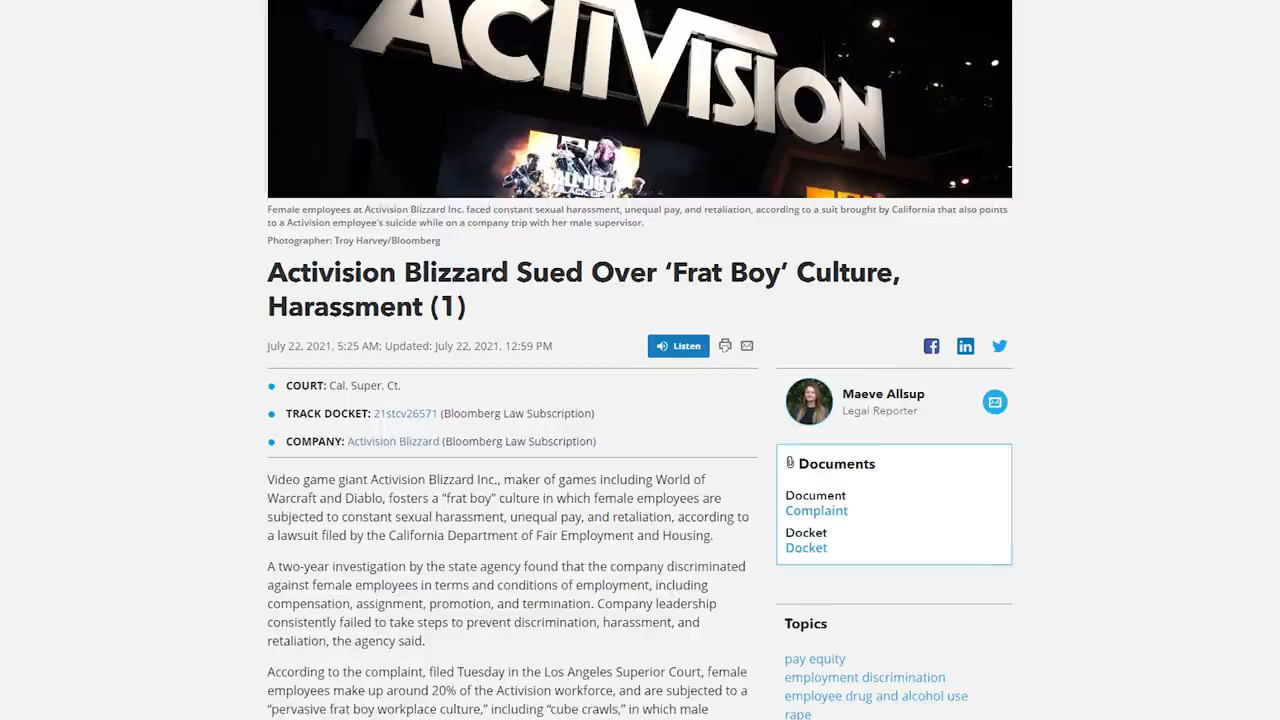 ACTIVISION
CALL OF DUTY
Female employees at Activision Blizzard Inc. faced constant sexual harassment, unequal pay, and retaliation, according to a suit brought by California that also points
to a Activision employee's suicide while on a company trip with her male supervisor.
Photographer: Troy Harvey/Bloomberg
Activision Blizzard Sued Over ‘Frat Boy’ Culture,
Harassment (1)
July 22, 2021, 5:25 AM; Updated: July 22, 2021, 12:59 PM
Listen
COURT: Cal. Super. Ct.
TRACK DOCKET: 21stcv26571 (Bloomberg Law Subscription)
COMPANY: Activision Blizzard (Bloomberg Law Subscription)
Video game giant Activision Blizzard Inc., maker of games including World of
Warcraft and Diablo, fosters a “frat boy” culture in which female employees are
subjected to constant sexual harassment, unequal pay, and retaliation, according to
a lawsuit filed by the California Department of Fair Employment and Housing.
A two-year investigation by the state agency found that the company discriminated
against female employees in terms and conditions of employment, including
compensation, assignment, promotion, and termination. Company leadership
consistently failed to take steps to prevent discrimination, harassment, and
retaliation, the agency said.
According to the complaint, filed Tuesday in the Los Angeles Superior Court, female
employees make up around 20% of the Activision workforce, and are subjected to a
“pervasive frat boy workplace culture,” including “cube crawls,” in which male
Maeve Allsup
Legal Reporter
Documents
Document
Complaint
Docket
Docket
Topics
pay equity
employment discrimination
employee drug and alcohol use
rape